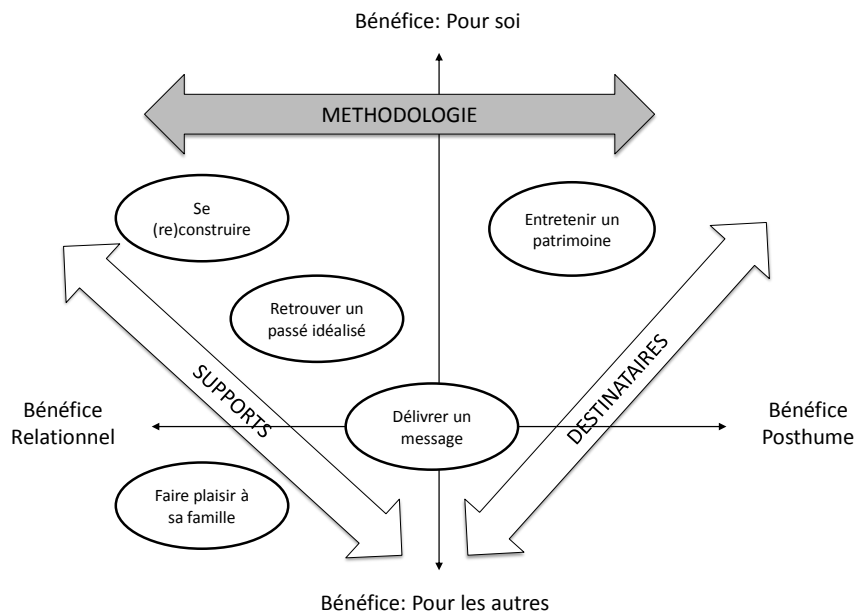 Bénéfice: Pour soi
METHODOLOGIE
Se
(re)construire
Entretenir un
patrimoine
Retrouver un
passé idéalisé
SUPPORTS
DESTINATAIRES
Bénéfice
Relationnel
Délivrer un
message
Bénéfice
Posthume
Faire plaisir à
sa famille
Bénéfice: Pour les autres